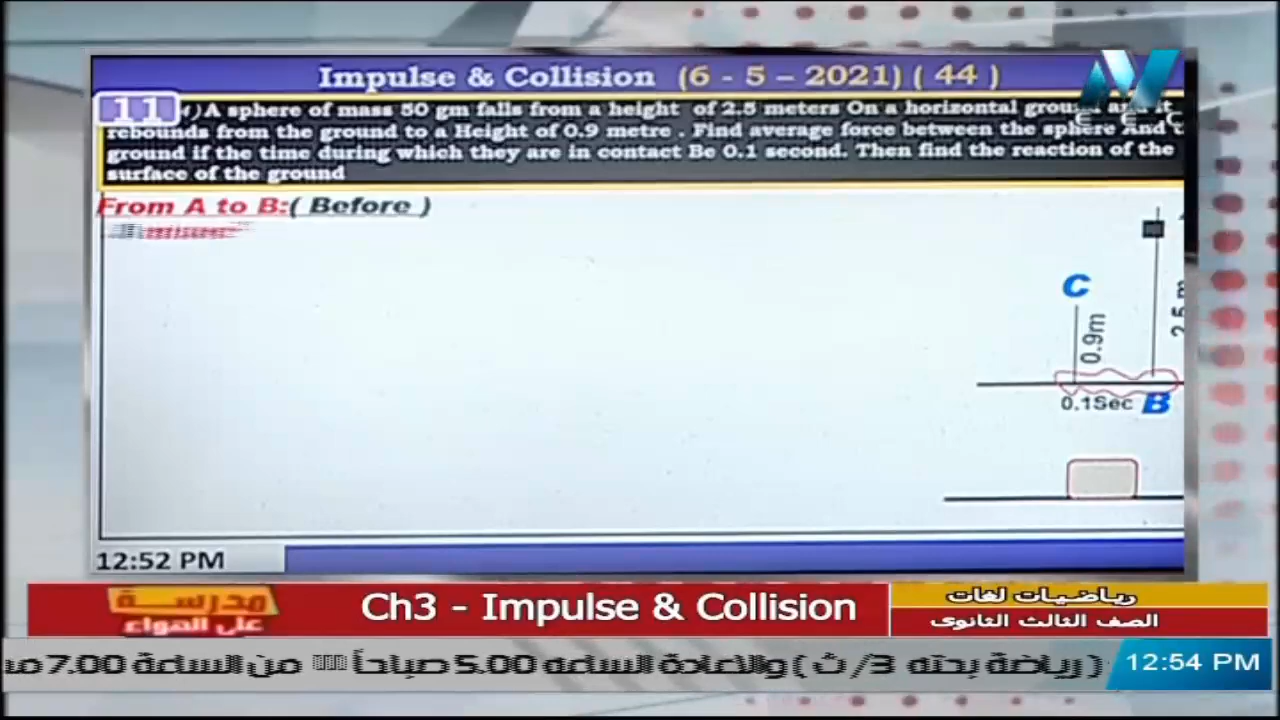 Impulse & Collision (6 - 5 – 2021) ( 44 )
11
A sphere of mass 50 gm falls from a height of 2.5 meters On a horizontal ground and it
rebounds from the ground to a Height of 0.9 metre . Find average force between the sphere And
ground if the time during which they are in contact Be 0.1 second. Then find the reaction of the
surface of the ground
From A to B:( Before )
C
0.9m
0.1Sec B
12:52 PM
مدرسة
على الهواء
Ch3 - Impulse & Collision
رياضيات لغات
الصف الثالث الثانوى
( رياضة بحته 3/ ث ) والاعادة الساعه 5.00 صباحاً من الساعة 7.00
12:54 PM